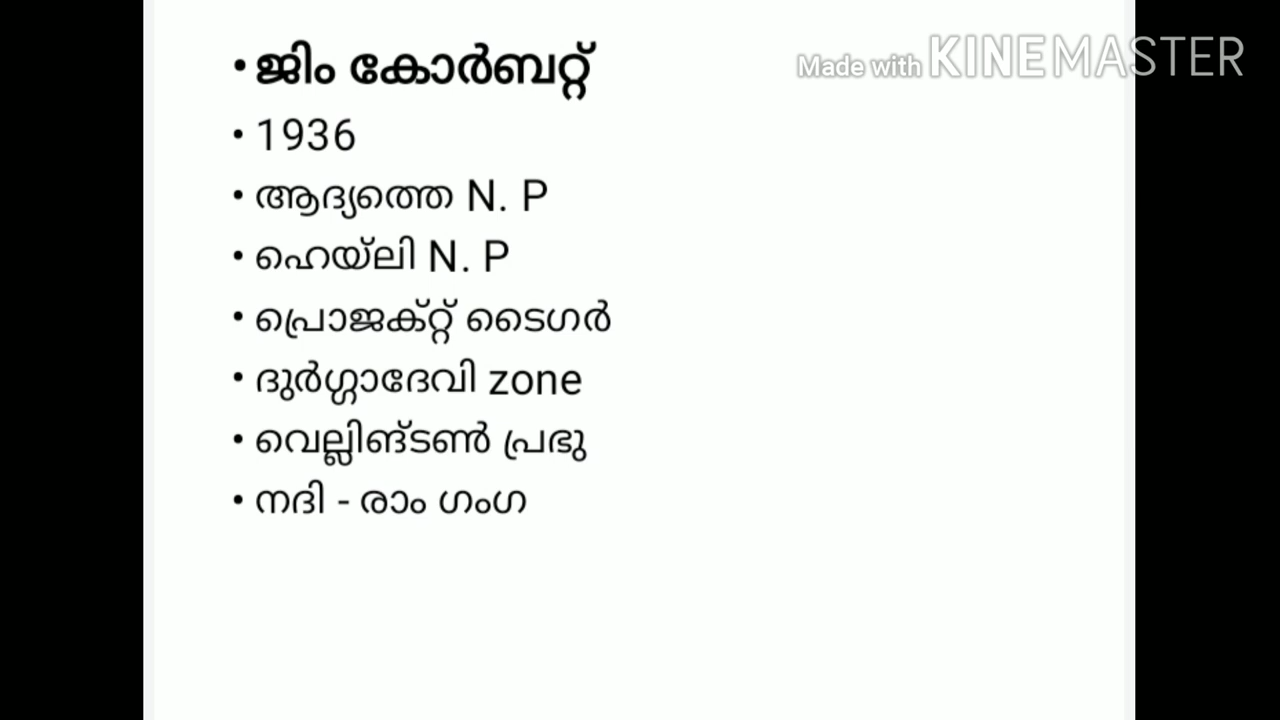 • ജിം കോർബറ്റ്
Made with KINEMASTER
• 1936
• ആദ്യത്തെ N. P
• ഹെയ്‌ലി N. P
• പ്രൊജക്റ്റ് ടൈഗർ
• ദുർഗ്ഗാദേവി zone
• വെല്ലിങ്ടൺ പ്രഭു
• നദി - രാം ഗംഗ